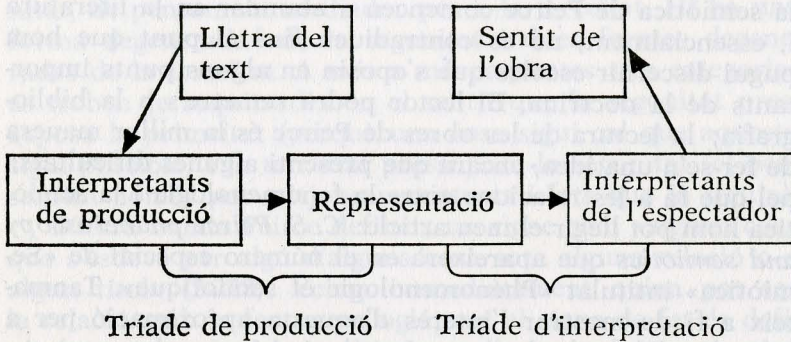 Lletra del
text
Sentit de
l'obra
Interpretants
de producció
Representació
Interpretants
de l'espectador
Tríade de producció
Tríade d'interpretació